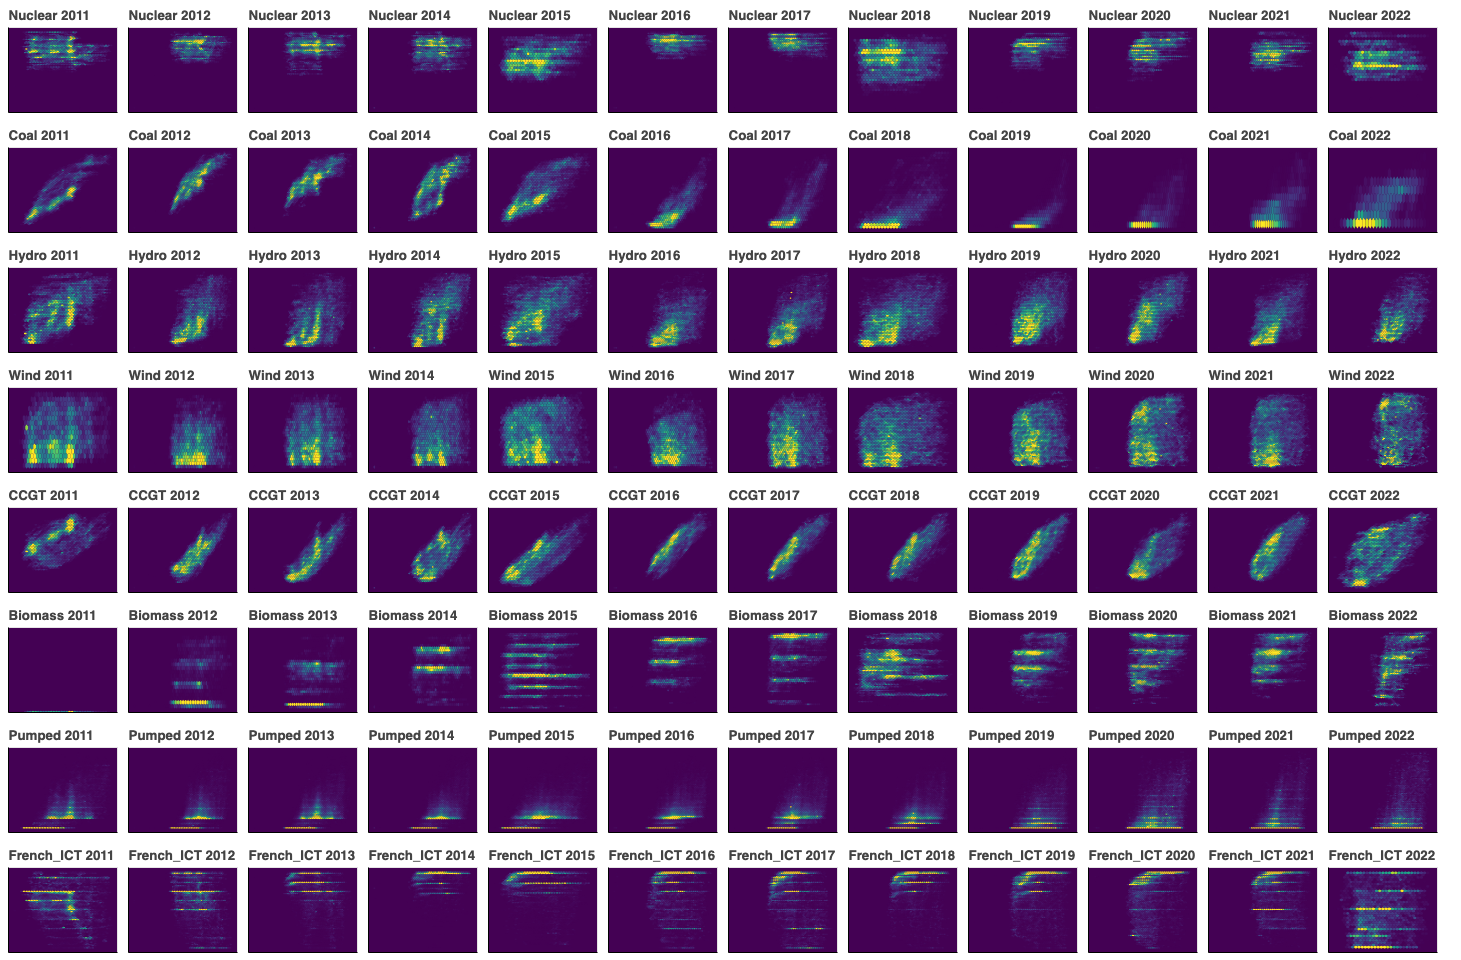 Nuclear 2011 Nuclear 2012 Nuclear 2013 Nuclear 2014 Nuclear 2015 Nuclear 2016 Nuclear 2017 Nuclear 2018 Nuclear 2019 Nuclear 2020 Nuclear 2021 Nuclear 2022
Coal 2011 Coal 2012 Coal 2013 Coal 2014 Coal 2015 Coal 2016 Coal 2017 Coal 2018 Coal 2019 Coal 2020 Coal 2021 Coal 2022
Hydro 2011 Hydro 2012 Hydro 2013 Hydro 2014 Hydro 2015 Hydro 2016 Hydro 2017 Hydro 2018 Hydro 2019 Hydro 2020 Hydro 2021 Hydro 2022
Wind 2011 Wind 2012 Wind 2013 Wind 2014 Wind 2015 Wind 2016 Wind 2017 Wind 2018 Wind 2019 Wind 2020 Wind 2021 Wind 2022
CCGT 2011 CCGT 2012 CCGT 2013 CCGT 2014 CCGT 2015 CCGT 2016 CCGT 2017 CCGT 2018 CCGT 2019 CCGT 2020 CCGT 2021 CCGT 2022
Biomass 2011 Biomass 2012 Biomass 2013 Biomass 2014 Biomass 2015 Biomass 2016 Biomass 2017 Biomass 2018 Biomass 2019 Biomass 2020 Biomass 2021 Biomass 2022
Pumped 2011 Pumped 2012 Pumped 2013 Pumped 2014 Pumped 2015 Pumped 2016 Pumped 2017 Pumped 2018 Pumped 2019 Pumped 2020 Pumped 2021 Pumped 2022
French_ICT 2011 French_ICT 2012 French_ICT 2013 French_ICT 2014 French_ICT 2015 French_ICT 2016 French_ICT 2017 French_ICT 2018 French_ICT 2019 French_ICT 2020 French_ICT 2021 French_ICT 2022